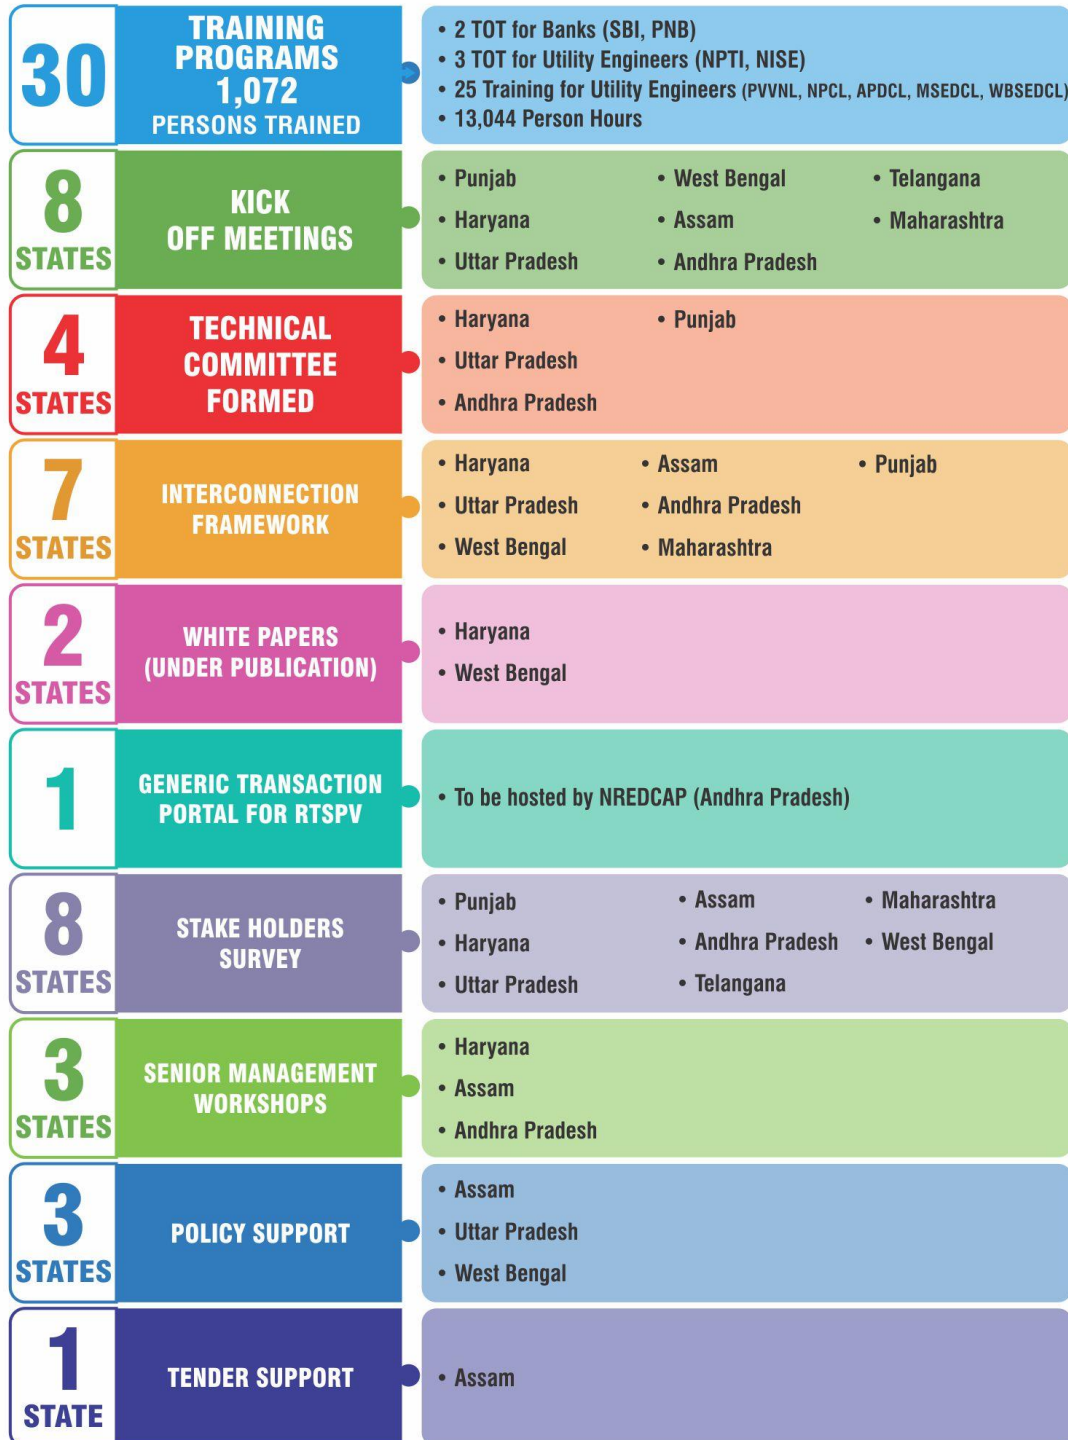 30
TRAINING
PROGRAMS
1,072
PERSONS TRAINED
• 2 TOT for Banks (SBI, PNB)
• 3 TOT for Utility Engineers (NPTI, NISE)
• 25 Training for Utility Engineers (PVVNL, NPCL, APDCL, MSEDCL, WBSEDCL)
• 13,044 Person Hours
8
STATES
KICK
OFF MEETINGS
• Punjab
• Haryana
• Uttar Pradesh
• West Bengal
• Assam
• Andhra Pradesh
• Telangana
• Maharashtra
4
STATES
TECHNICAL
COMMITTEE
FORMED
• Haryana
• Uttar Pradesh
• Andhra Pradesh
• Punjab
7
STATES
INTERCONNECTION
FRAMEWORK
• Haryana
• Uttar Pradesh
• West Bengal
• Assam
• Andhra Pradesh
• Maharashtra
• Punjab
2
STATES
WHITE PAPERS
(UNDER PUBLICATION)
• Haryana
• West Bengal
1
GENERIC TRANSACTION
PORTAL FOR RTSPV
• To be hosted by NREDCAP (Andhra Pradesh)
8
STATES
STAKE HOLDERS
SURVEY
• Punjab
• Haryana
• Uttar Pradesh
• Assam
• Andhra Pradesh
• Telangana
• Maharashtra
• West Bengal
3
STATES
SENIOR MANAGEMENT
WORKSHOPS
• Haryana
• Assam
• Andhra Pradesh
3
STATES
POLICY SUPPORT
• Assam
• Uttar Pradesh
• West Bengal
1
STATE
TENDER SUPPORT
• Assam